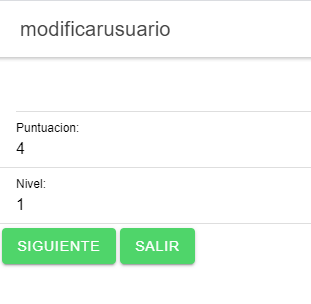 modificarusuario
Puntuacion:
4
Nivel:
1
SIGUIENTE SALIR